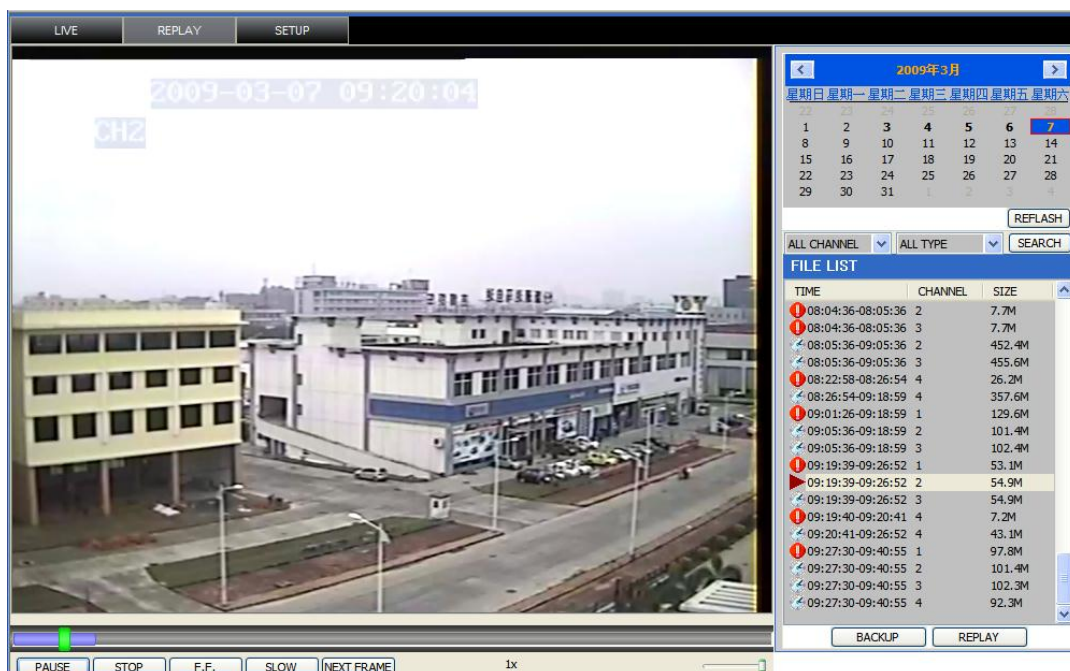 LIVE REPLAY SETUP
2009-03-07 09:20:04
CH2
2009年3月
星期日 星期一 星期二 星期三 星期四 星期五 星期六
22 23 24 25 26 27 28
1 2 3 4 5 6 7
8 9 10 11 12 13 14
15 16 17 18 19 20 21
22 23 24 25 26 27 28
29 30 31 1 2 3 4
REFLASH
ALL CHANNEL ALL TYPE SEARCH
FILE LIST
TIME CHANNEL SIZE
08:04:36-08:05:36 2 7.7M
08:04:36-08:05:36 3 7.7M
08:05:36-09:05:36 2 452.4M
08:05:36-09:05:36 3 455.6M
08:22:58-08:26:54 4 26.2M
08:26:54-09:18:59 4 357.6M
09:01:26-09:18:59 1 129.6M
09:05:36-09:18:59 2 101.4M
09:05:36-09:18:59 3 102.4M
09:19:39-09:26:52 1 53.1M
09:19:39-09:26:52 2 54.9M
09:19:39-09:26:52 3 54.9M
09:19:40-09:20:41 4 7.2M
09:20:41-09:26:52 4 43.1M
09:27:30-09:40:55 1 97.8M
09:27:30-09:40:55 2 101.4M
09:27:30-09:40:55 3 102.3M
09:27:30-09:40:55 4 92.3M
BACKUP REPLAY
PAUSE STOP F.F. SLOW NEXT FRAME 1x